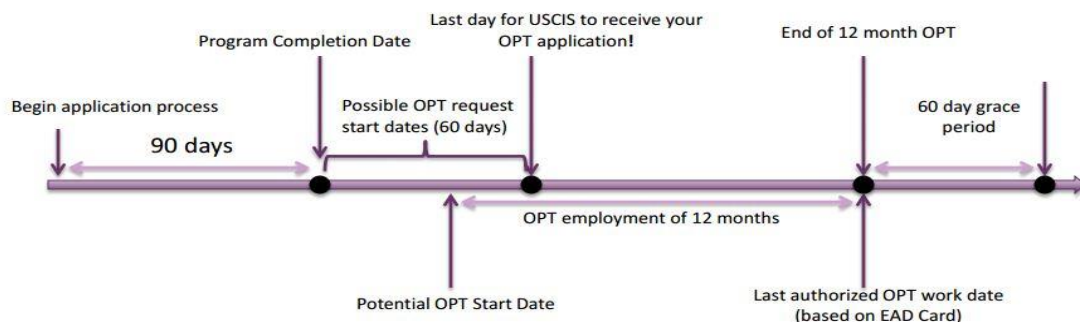 Last day for USCIS to receive your
OPT application!
Program Completion Date
End of 12 month OPT
Begin application process
Possible OPT request
start dates (60 days)
60 day grace
period
90 days
OPT employment of 12 months
Potential OPT Start Date
Last authorized OPT work date
(based on EAD Card)